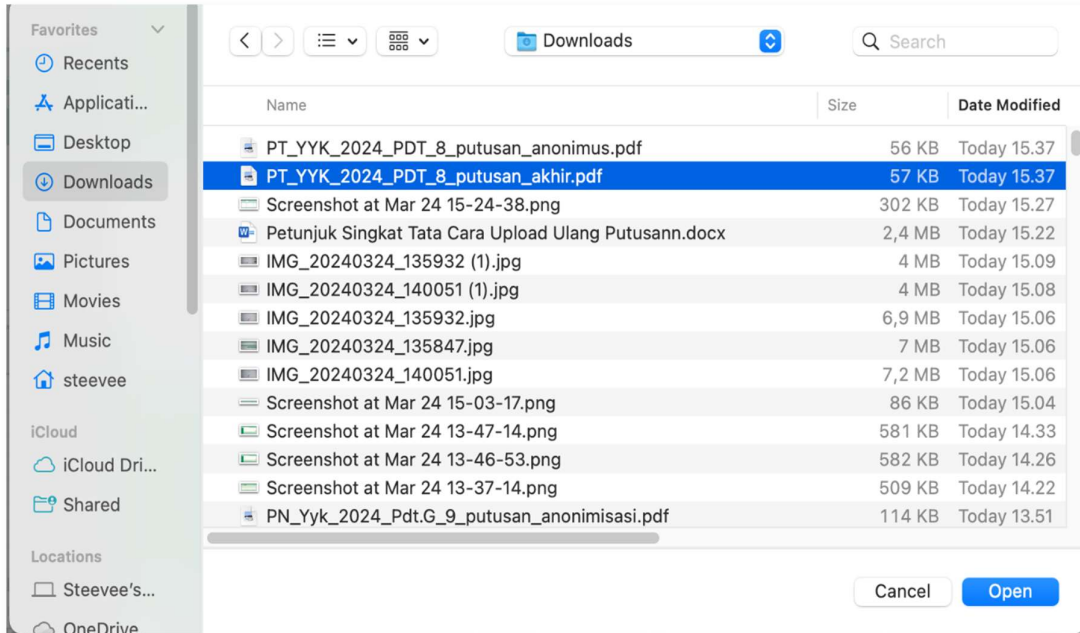 Favorites
Recents
Applicati...
Desktop
Downloads
Documents
Pictures
Movies
Music
steevee
iCloud
iCloud Dri...
Shared
Locations
Steevee's...
OneDrive
Downloads
Search
Name Size Date Modified
PT_YYK_2024_PDT_8_putusan_anonimus.pdf 56 KB Today 15.37
PT_YYK_2024_PDT_8_putusan_akhir.pdf 57 KB Today 15.37
Screenshot at Mar 24 15-24-38.png 302 KB Today 15.27
Petunjuk Singkat Tata Cara Upload Ulang Putusann.docx 2,4 MB Today 15.22
IMG_20240324_135932 (1).jpg 4 MB Today 15.09
IMG_20240324_140051 (1).jpg 4 MB Today 15.08
IMG_20240324_135932.jpg 6,9 MB Today 15.06
IMG_20240324_135847.jpg 7 MB Today 15.06
IMG_20240324_140051.jpg 7,2 MB Today 15.06
Screenshot at Mar 24 15-03-17.png 86 KB Today 15.04
Screenshot at Mar 24 13-47-14.png 581 KB Today 14.33
Screenshot at Mar 24 13-46-53.png 582 KB Today 14.26
Screenshot at Mar 24 13-37-14.png 509 KB Today 14.22
PN_Yyk_2024_Pdt.G_9_putusan_anonimisasi.pdf 114 KB Today 13.51
Cancel Open